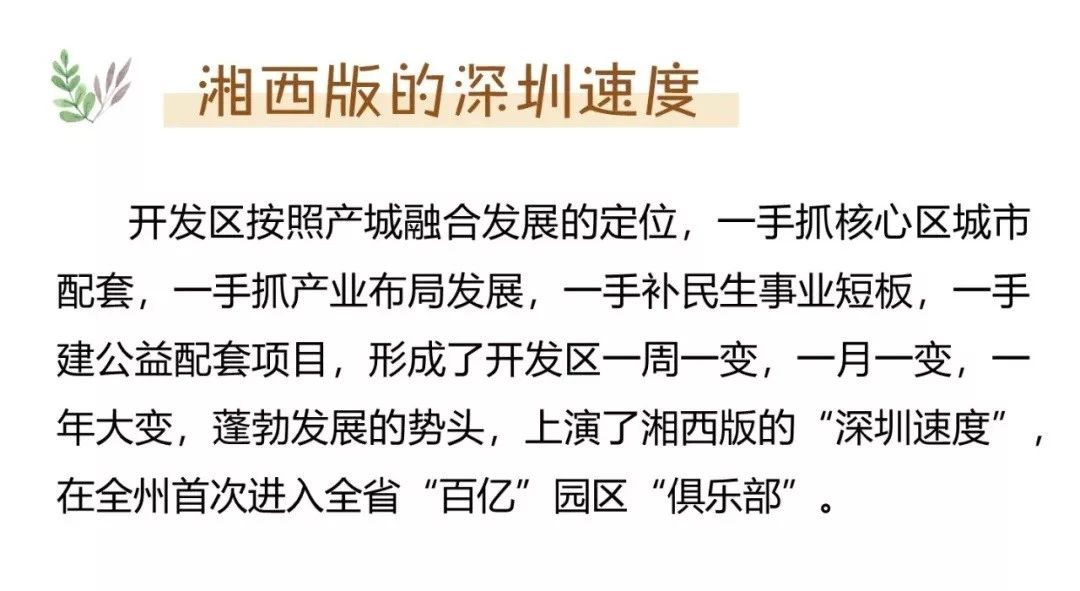 湘西版的深圳速度
开发区按照产城融合发展的定位，一手抓核心区城市
配套，一手抓产业布局发展，一手补民生事业短板，一手
建公益配套项目，形成了开发区一周一变，一月一变，一
年大变，蓬勃发展的势头，上演了湘西版的“深圳速度”，
在全州首次进入全省“百亿”园区“俱乐部”。